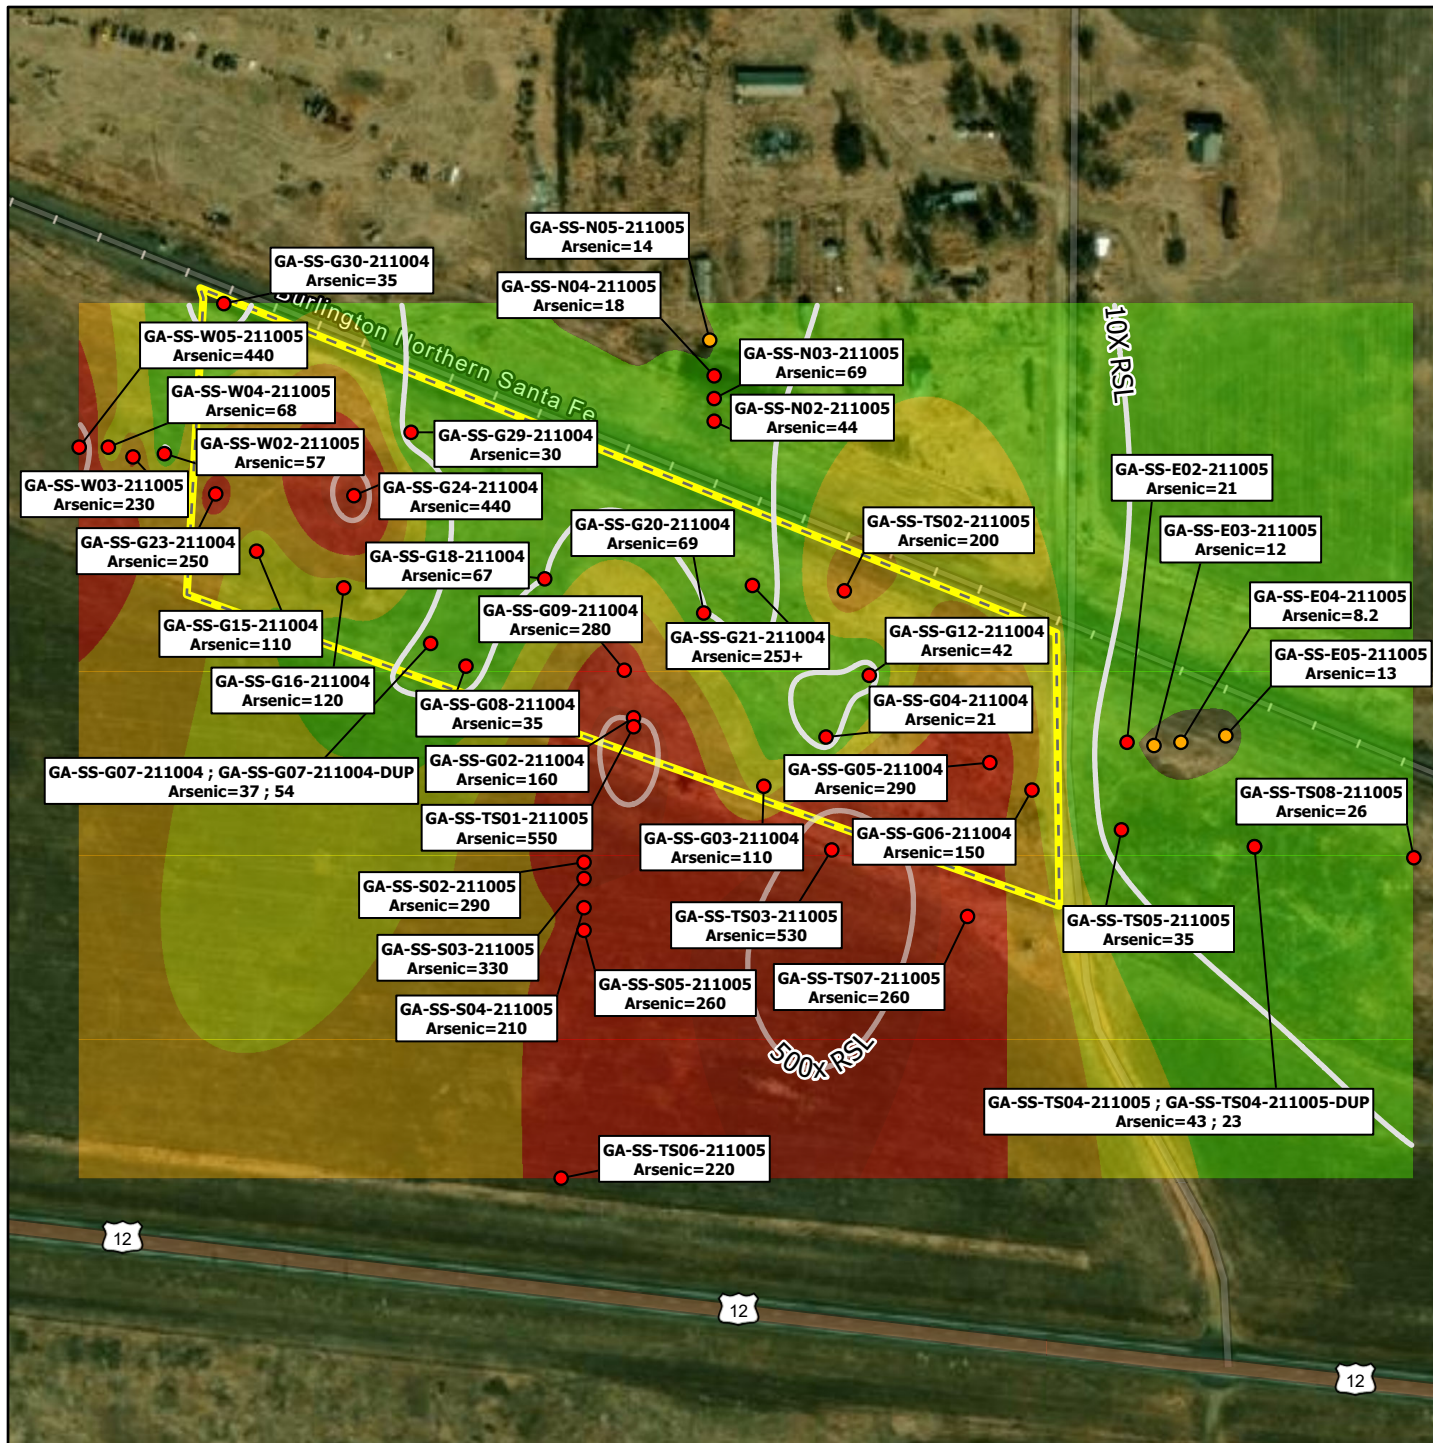 GA-SS-N05-211005
Arsenic=14
GA-SS-G30-211004
Arsenic=35
GA-SS-N04-211005
Arsenic=18
Burlington Northern Santa Fe
10X RSL
GA-SS-W05-211005
Arsenic=440
GA-SS-N03-211005
Arsenic=69
GA-SS-W04-211005
Arsenic=68
GA-SS-N02-211005
Arsenic=44
GA-SS-W02-211005
Arsenic=57
GA-SS-G29-211004
Arsenic=30
GA-SS-E02-211005
Arsenic=21
GA-SS-W03-211005
Arsenic=230
GA-SS-G24-211004
Arsenic=440
GA-SS-G20-211004
Arsenic=69
GA-SS-TS02-211005
Arsenic=200
GA-SS-E03-211005
Arsenic=12
GA-SS-G23-211004
Arsenic=250
GA-SS-G18-211004
Arsenic=67
GA-SS-E04-211005
Arsenic=8.2
GA-SS-G09-211004
Arsenic=280
GA-SS-G15-211004
Arsenic=110
GA-SS-G21-211004
Arsenic=25J+
GA-SS-G12-211004
Arsenic=42
GA-SS-E05-211005
Arsenic=13
GA-SS-G16-211004
Arsenic=120
GA-SS-G08-211004
Arsenic=35
GA-SS-G04-211004
Arsenic=21
GA-SS-G02-211004
Arsenic=160
GA-SS-G07-211004 ; GA-SS-G07-211004-DUP
Arsenic=37 ; 54
GA-SS-G05-211004
Arsenic=290
GA-SS-TS08-211005
Arsenic=26
GA-SS-TS01-211005
Arsenic=550
GA-SS-G03-211004
Arsenic=110
GA-SS-G06-211004
Arsenic=150
GA-SS-S02-211005
Arsenic=290
GA-SS-TS03-211005
Arsenic=530
GA-SS-TS05-211005
Arsenic=35
GA-SS-S03-211005
Arsenic=330
GA-SS-S05-211005
Arsenic=260
GA-SS-TS07-211005
Arsenic=260
GA-SS-S04-211005
Arsenic=210
500x RSL
GA-SS-TS04-211005 ; GA-SS-TS04-211005-DUP
Arsenic=43 ; 23
GA-SS-TS06-211005
Arsenic=220
12
12
12